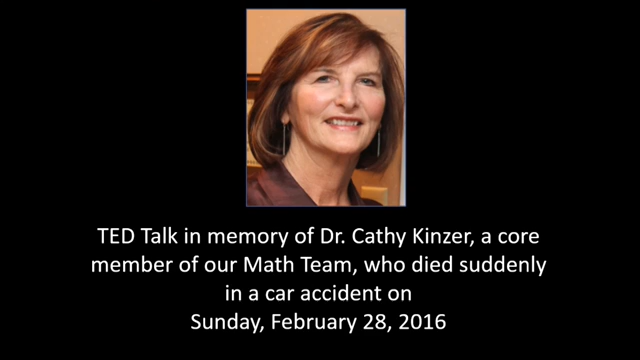 TED Talk in memory of Dr. Cathy Kinzer, a core
member of our Math Team, who died suddenly
in a car accident on
Sunday, February 28, 2016